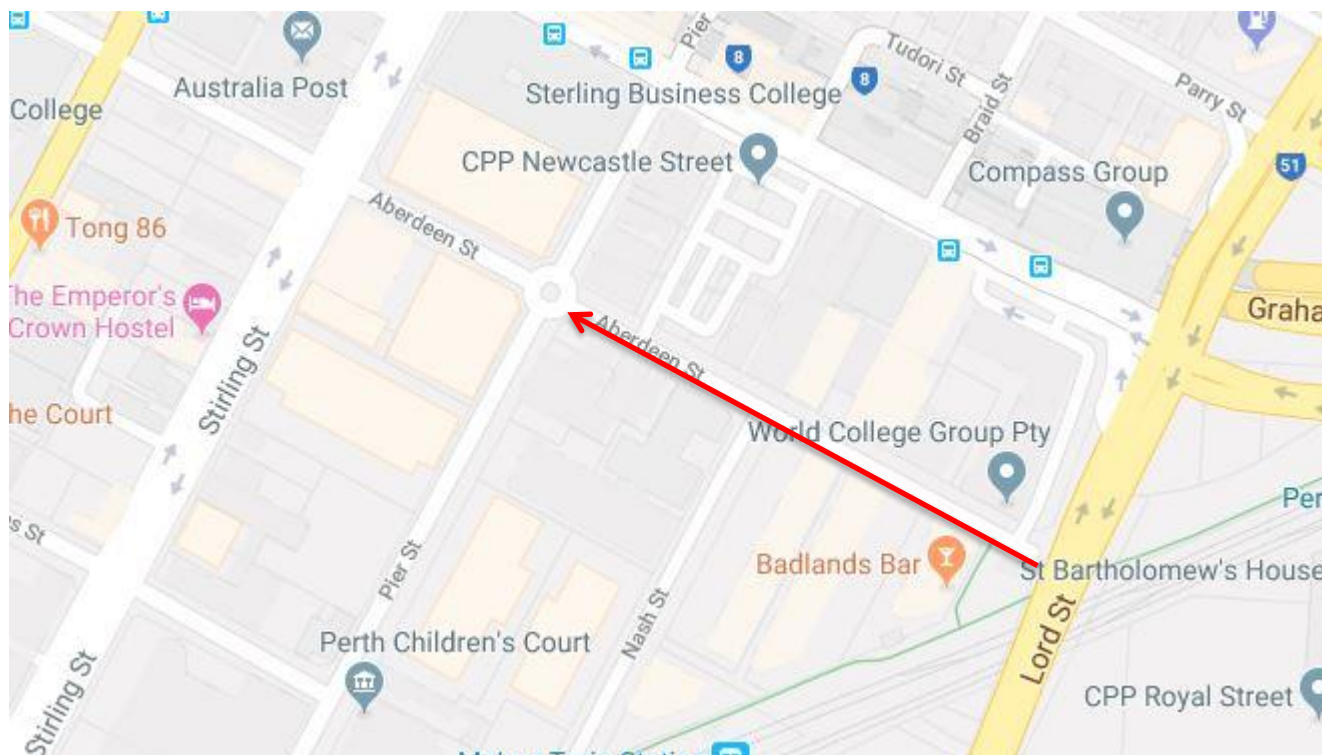 Pier
8
8
Tudori St
Australia Post
Sterling Business College
Braid St
Parry St
College
CPP Newcastle Street
Compass Group
51
Tong 86
Aberdeen St
The Emperor's
Crown Hostel
Graha
Aberdeen St
Stirling St
he Court
World College Group Pty
Per
s St
Pier St
Badlands Bar
St Bartholomew's House
Nash St
Lord St
Perth Children's Court
Stirling St
CPP Royal Street